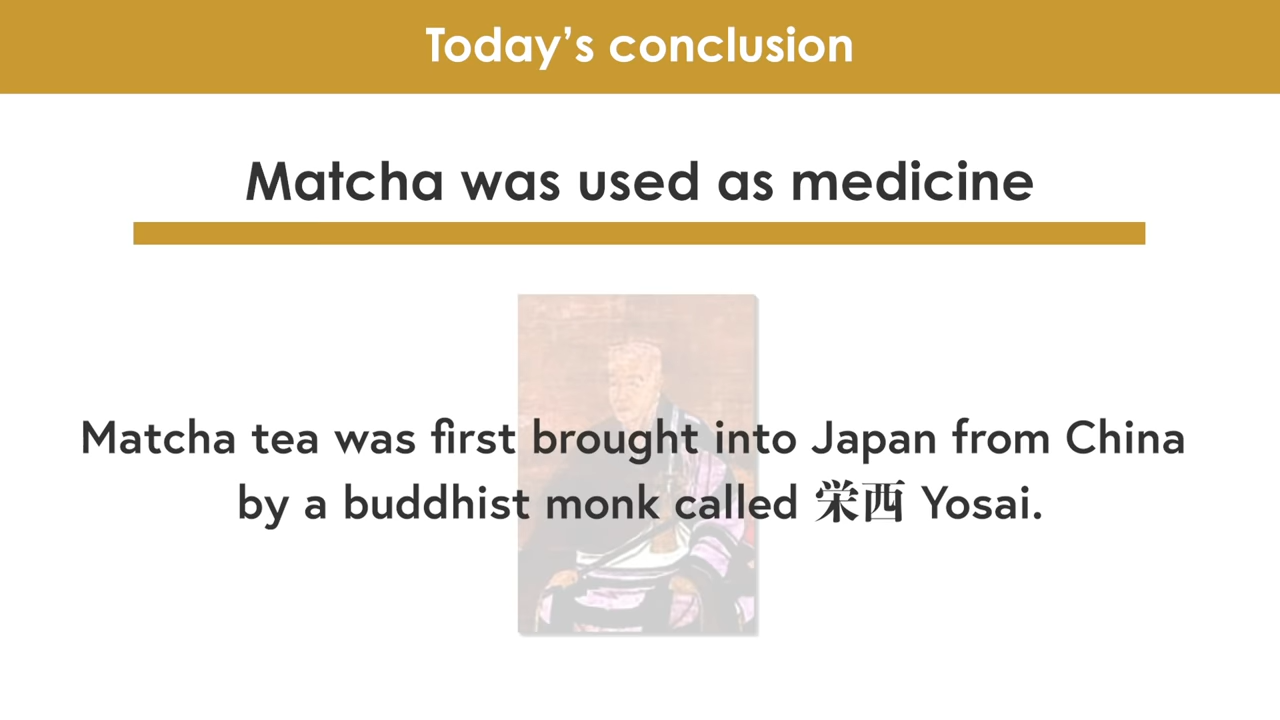 Today’s conclusion
Matcha was used as medicine
Matcha tea was first brought into Japan from China
by a buddhist monk called 栄西 Yosai.